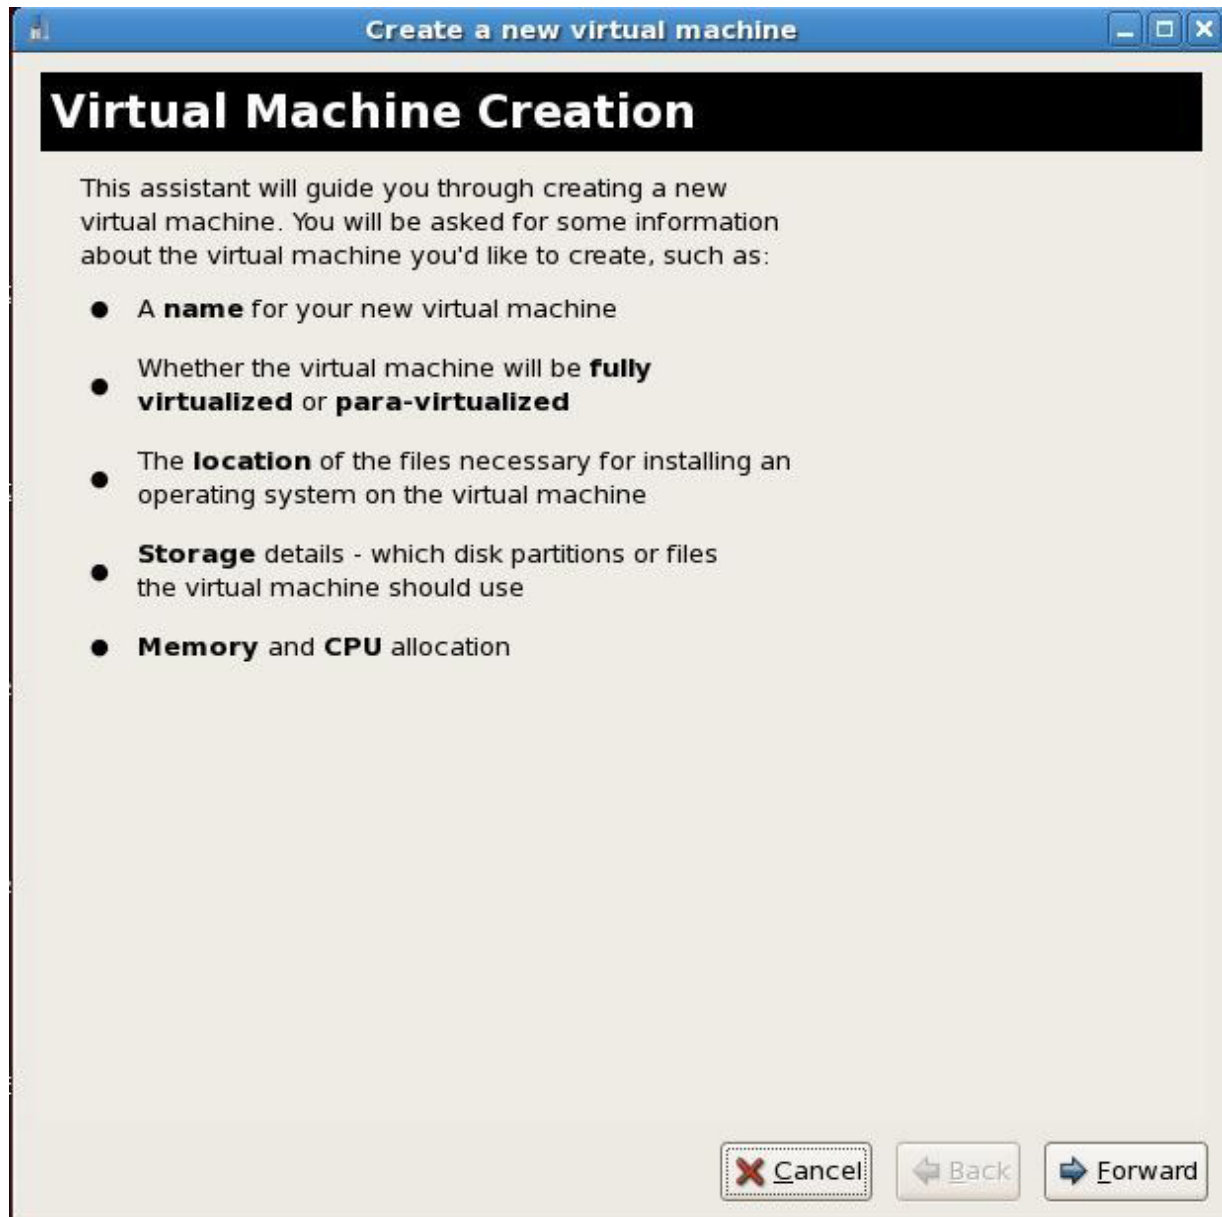 Create a new virtual machine
Virtual Machine Creation
This assistant will guide you through creating a new
virtual machine. You will be asked for some information
about the virtual machine you'd like to create, such as:
● A name for your new virtual machine
● Whether the virtual machine will be fully
virtualized or para-virtualized
● The location of the files necessary for installing an
operating system on the virtual machine
● Storage details - which disk partitions or files
the virtual machine should use
● Memory and CPU allocation
Cancel Back Forward